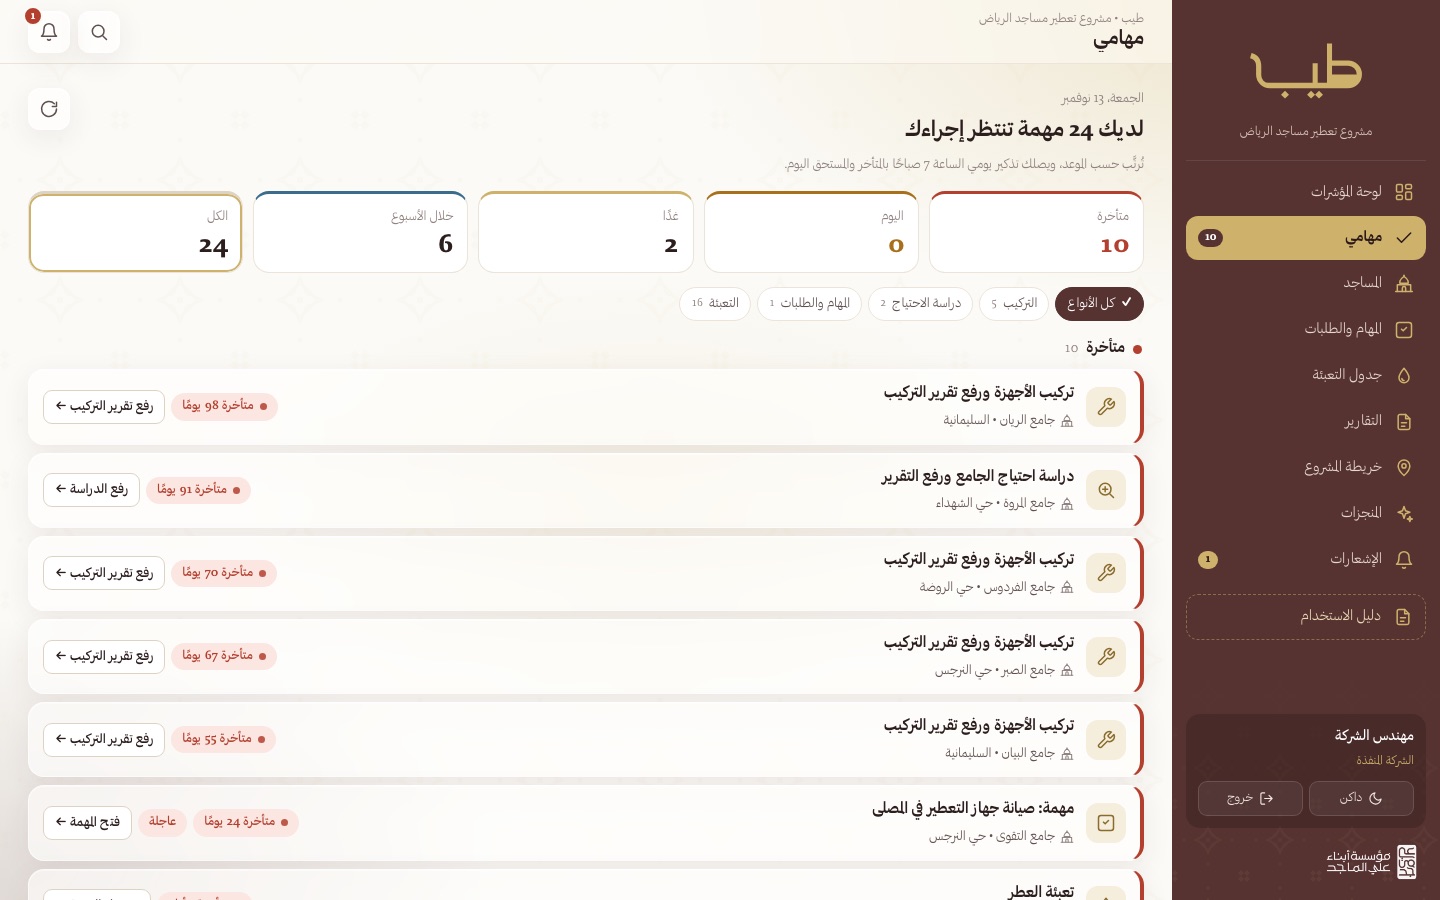 طيب
مشروع تعطير مساجد الرياض
لوحة المؤشرات
مهامي 10
المساجد
المهام والطلبات
جدول التعبئة
التقارير
خريطة المشروع
المنجزات
الإشعارات 1
دليل الاستخدام
مهندس الشركة
الشركة المنفذة
داكن خروج
مؤسسة أبناء
علي الماجد
طيب • مشروع تعطير مساجد الرياض
مهامي
1
الجمعة، 13 نوفمبر
لديك 24 مهمة تنتظر إجراءك
تُرتَّب حسب الموعد، ويصلك تذكير يومي الساعة 7 صباحًا بالمتأخر والمستحق اليوم.
متأخرة اليوم غدًا خلال الأسبوع الكل
10 0 2 6 24
كل الأنواع التركيب 5 دراسة الاحتياج 2 المهام والطلبات 1 التعبئة 16
متأخرة 10
تركيب الأجهزة ورفع تقرير التركيب
جامع الريان • السليمانية
متأخرة 98 يومًا رفع تقرير التركيب ←
دراسة احتياج الجامع ورفع التقرير
جامع المروة • حي الشهداء
متأخرة 91 يومًا رفع الدراسة ←
تركيب الأجهزة ورفع تقرير التركيب
جامع الفردوس • حي الروضة
متأخرة 70 يومًا رفع تقرير التركيب ←
تركيب الأجهزة ورفع تقرير التركيب
جامع الصبر • حي النرجس
متأخرة 67 يومًا رفع تقرير التركيب ←
تركيب الأجهزة ورفع تقرير التركيب
جامع البيان • السليمانية
متأخرة 55 يومًا رفع تقرير التركيب ←
مهمة: صيانة جهاز التعطير في المصلى
جامع التقوى • حي النرجس
متأخرة 24 يومًا عاجلة فتح المهمة ←
تعبئة العطر